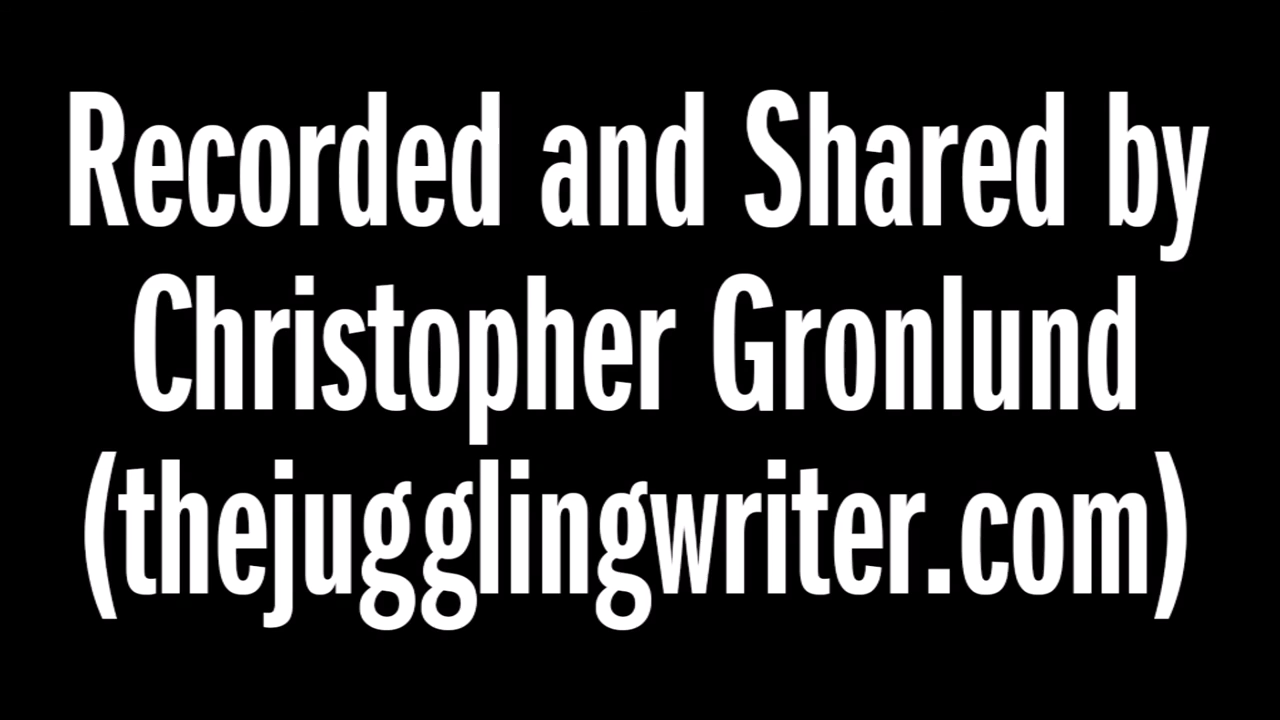 Recorded and Shared by
Christopher Gronlund
(thejugglingwriter.com)